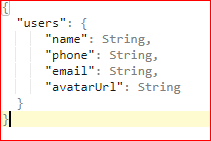 {
  "users": {
     "name": String,
     "phone": String,
     "email": String,
     "avatarUrl": String
  }
}